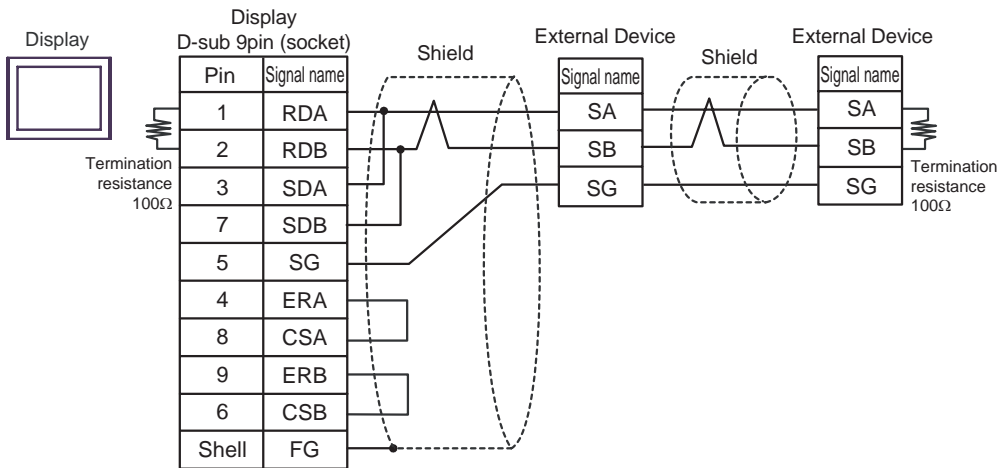 Display
Display
D-sub 9pin (socket)
Pin Signal name
1 RDA
2 RDB
3 SDA
7 SDB
5 SG
4 ERA
8 CSA
9 ERB
6 CSB
Shell FG
Termination
resistance
100Ω
Shield
External Device
Signal name
SA
SB
SG
Shield
External Device
Signal name
SA
SB
SG
Termination
resistance
100Ω